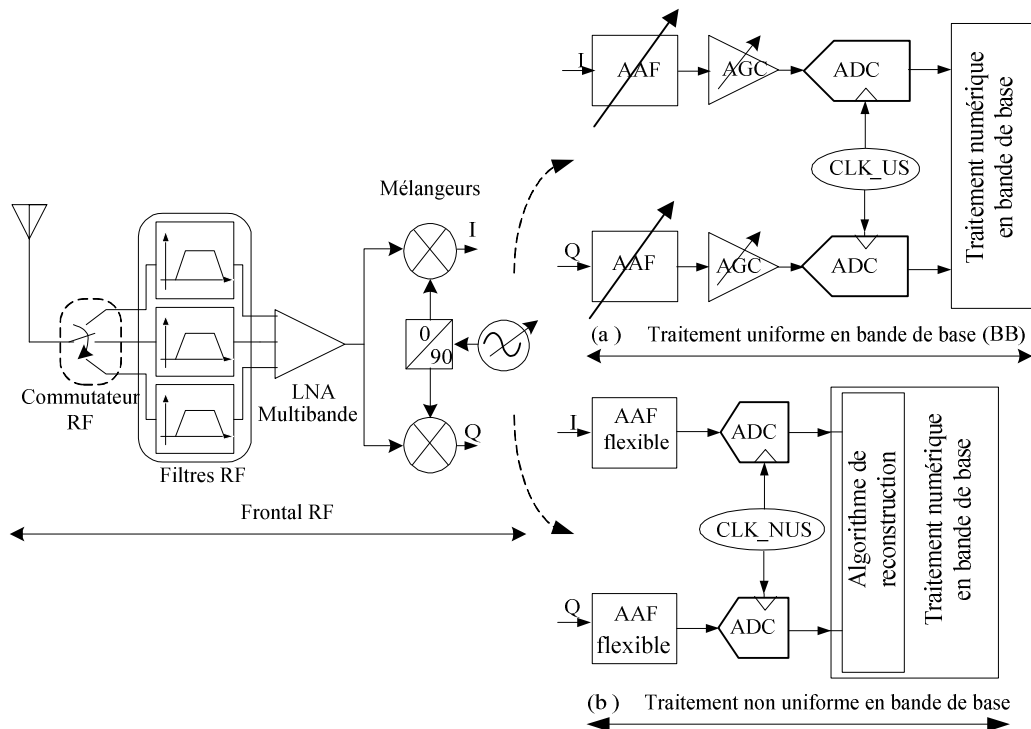 Commutateur
RF
Filtres RF
LNA
Multibande
Mélangeurs
I
0
90
Q
Frontal RF
I
AAF
AGC
ADC
CLK_US
Q
AAF
AGC
ADC
Traitement numérique
en bande de base
(a ) Traitement uniforme en bande de base (BB)
I
AAF
flexible
ADC
CLK_NUS
Q
AAF
flexible
ADC
Algorithme de
reconstruction
Traitement numérique
en bande de base
(b ) Traitement non uniforme en bande de base